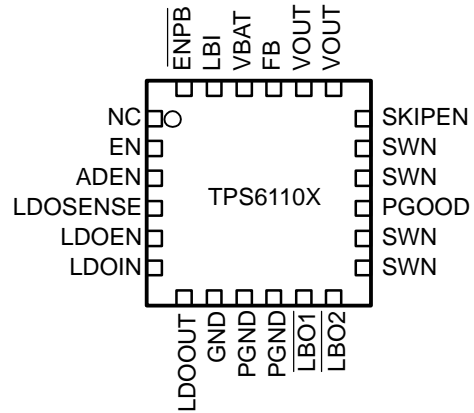 ENPB
LBI
VBAT
FB
VOUT
VOUT
NC
EN
ADEN
LDOSENSE
LDOEN
LDOIN
TPS6110X
SKIPEN
SWN
SWN
PGOOD
SWN
SWN
LDOOUT
GND
PGND
PGND
LBO1
LBO2